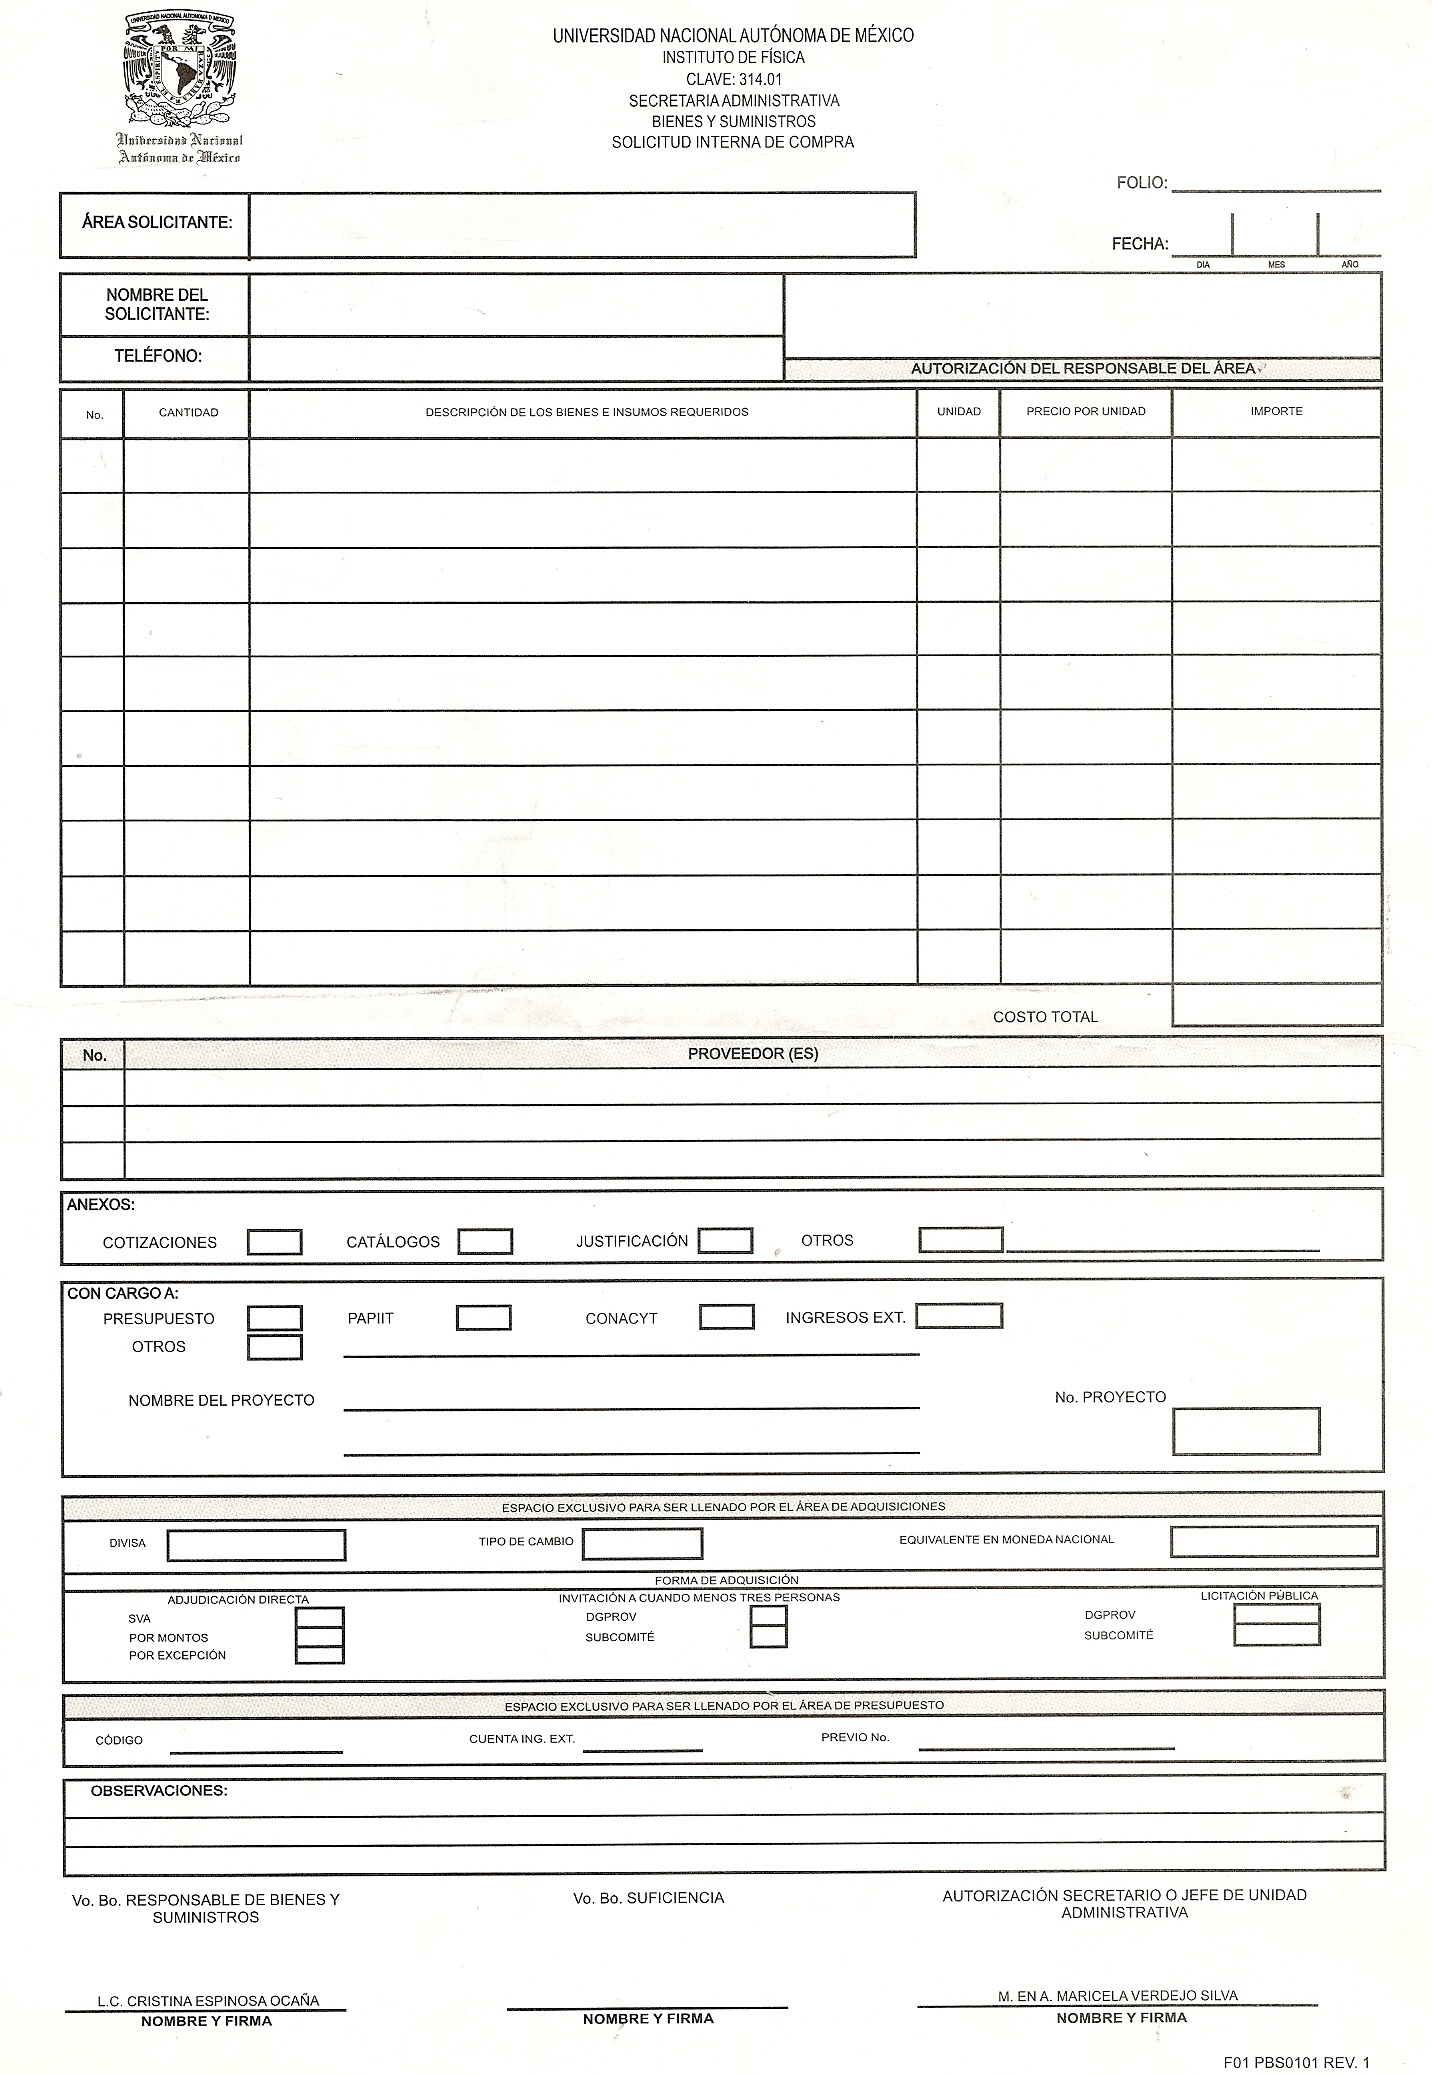 UNIVERSIDAD NACIONAL AUTONOMA D MEXICO
POR MI
Universidad Nacional
Autónoma de México
UNIVERSIDAD NACIONAL AUTÓNOMA DE MÉXICO
INSTITUTO DE FÍSICA
CLAVE: 314.01
SECRETARIA ADMINISTRATIVA
BIENES Y SUMINISTROS
SOLICITUD INTERNA DE COMPRA
FOLIO:
ÁREA SOLICITANTE:
FECHA:
DIA MES AÑO
NOMBRE DEL
SOLICITANTE:
TELÉFONO:
AUTORIZACIÓN DEL RESPONSABLE DEL ÁREA
No. CANTIDAD DESCRIPCIÓN DE LOS BIENES E INSUMOS REQUERIDOS UNIDAD PRECIO POR UNIDAD IMPORTE
COSTO TOTAL
No. PROVEEDOR (ES)
ANEXOS:
COTIZACIONES CATÁLOGOS JUSTIFICACIÓN OTROS
CON CARGO A:
PRESUPUESTO PAPIIT CONACYT INGRESOS EXT.
OTROS
NOMBRE DEL PROYECTO No. PROYECTO
ESPACIO EXCLUSIVO PARA SER LLENADO POR EL ÁREA DE ADQUISICIONES
DIVISA TIPO DE CAMBIO EQUIVALENTE EN MONEDA NACIONAL
FORMA DE ADQUISICIÓN
ADJUDICACIÓN DIRECTA INVITACIÓN A CUANDO MENOS TRES PERSONAS LICITACIÓN PÚBLICA
SVA DGPROV DGPROV
POR MONTOS SUBCOMITÉ SUBCOMITÉ
POR EXCEPCIÓN
ESPACIO EXCLUSIVO PARA SER LLENADO POR EL ÁREA DE PRESUPUESTO
CÓDIGO CUENTA ING. EXT. PREVIO No.
OBSERVACIONES:
Vo. Bo. RESPONSABLE DE BIENES Y
SUMINISTROS
Vo. Bo. SUFICIENCIA
AUTORIZACIÓN SECRETARIO O JEFE DE UNIDAD
ADMINISTRATIVA
L.C. CRISTINA ESPINOSA OCAÑA
NOMBRE Y FIRMA
NOMBRE Y FIRMA
M. EN A. MARICELA VERDEJO SILVA
NOMBRE Y FIRMA
F01 PBS0101 REV. 1